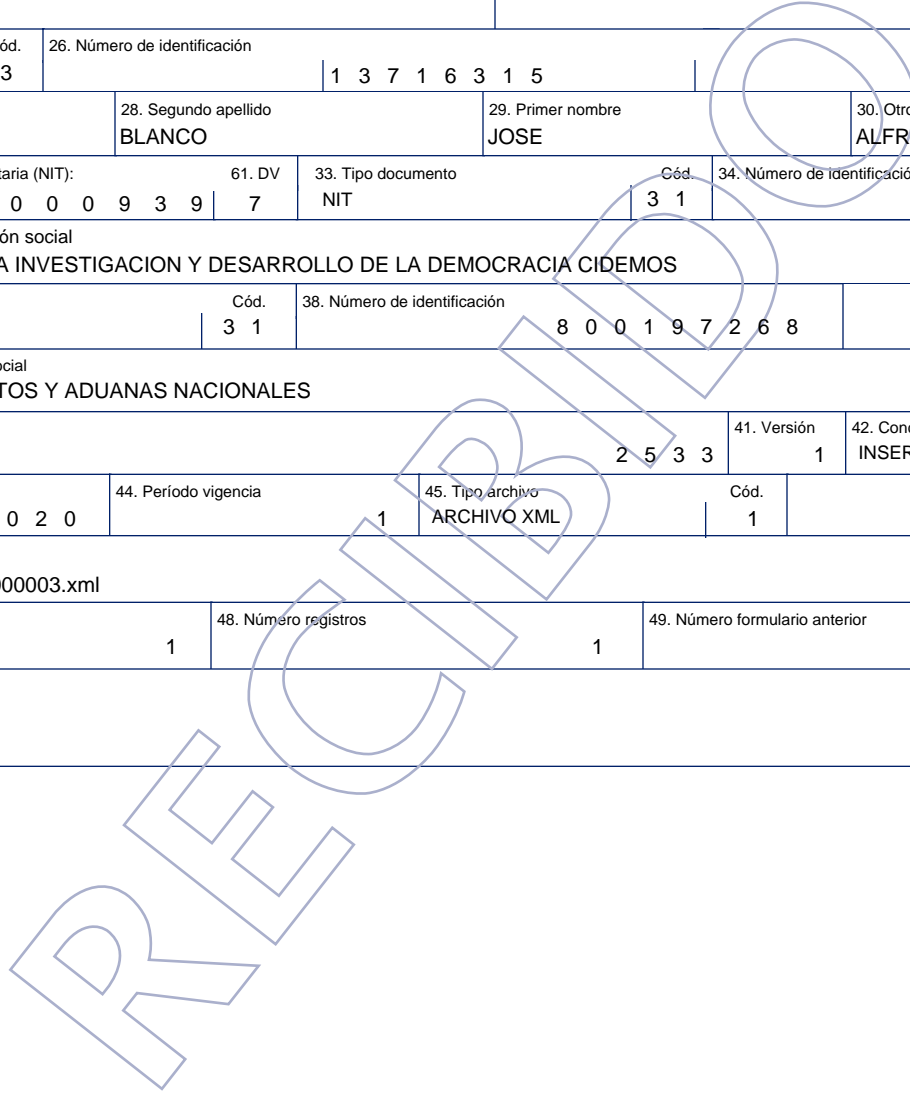 ód. 26. Número de identificación
3 1 3 7 1 6 3 1 5
28. Segundo apellido 29. Primer nombre 30. Otro
BLANCO JOSE ALFR
taria (NIT): 61. DV 33. Tipo documento Cód. 34. Número de identificació
0 0 0 9 3 9 7 NIT 3 1
ón social
A INVESTIGACION Y DESARROLLO DE LA DEMOCRACIA CIDEMOS
Cód. 38. Número de identificación
3 1 8 0 0 1 9 7 2 6 8
ocial
TOS Y ADUANAS NACIONALES
41. Versión 42. Conc
2 5 3 3 1 INSER
44. Período vigencia 45. Tipo archivo Cód.
0 2 0 1 ARCHIVO XML 1
000003.xml
48. Número registros 49. Número formulario anterior
1 1
RECIBIDO